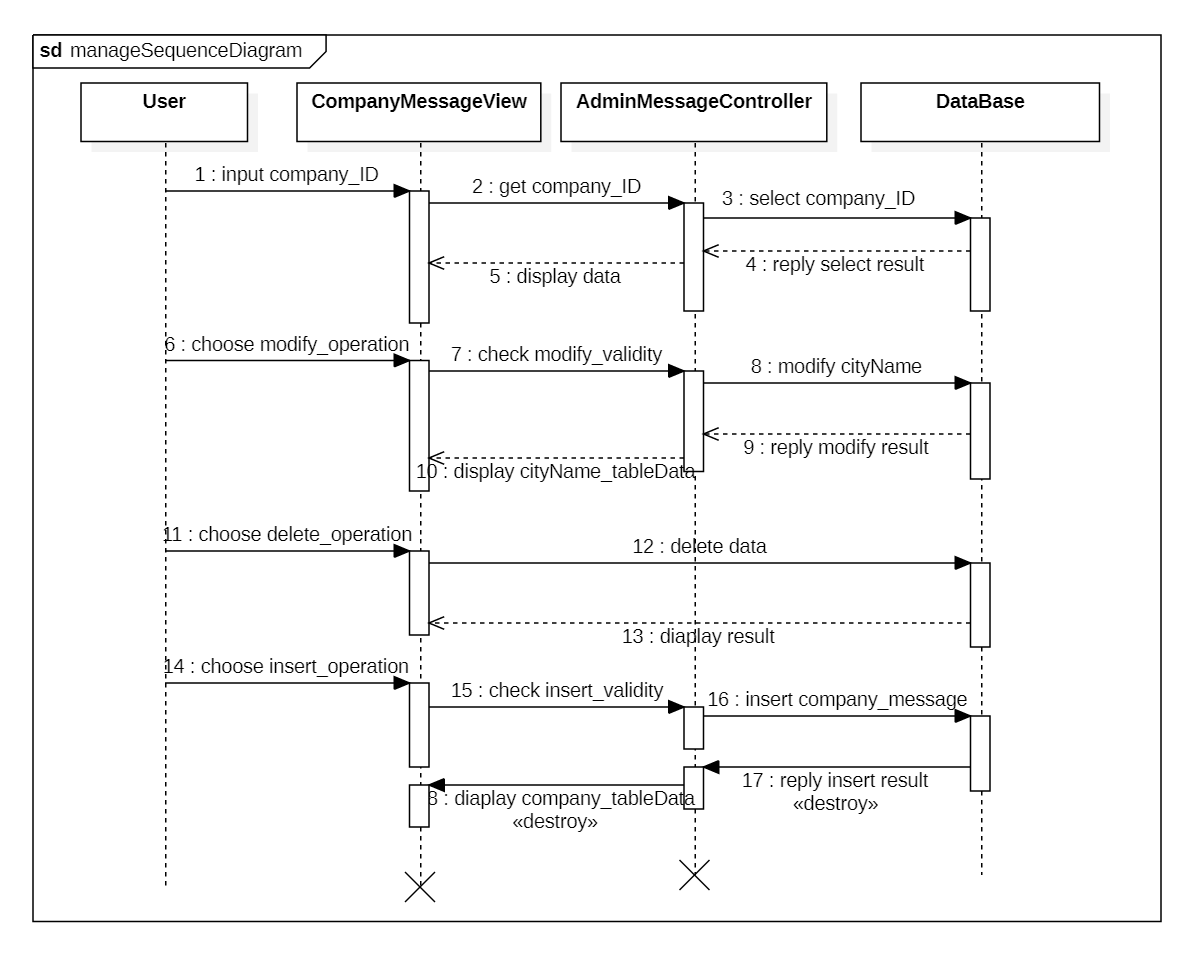 sd manageSequenceDiagram
User
CompanyMessageView
AdminMessageController
DataBase
1 : input company_ID
2 : get company_ID
3 : select company_ID
4 : reply select result
5 : display data
6 : choose modify_operation
7 : check modify_validity
8 : modify cityName
9 : reply modify result
10 : display cityName_tableData
11 : choose delete_operation
12 : delete data
13 : diaplay result
14 : choose insert_operation
15 : check insert_validity
16 : insert company_message
17 : reply insert result
«destroy»
8 : diaplay company_tableData
«destroy»